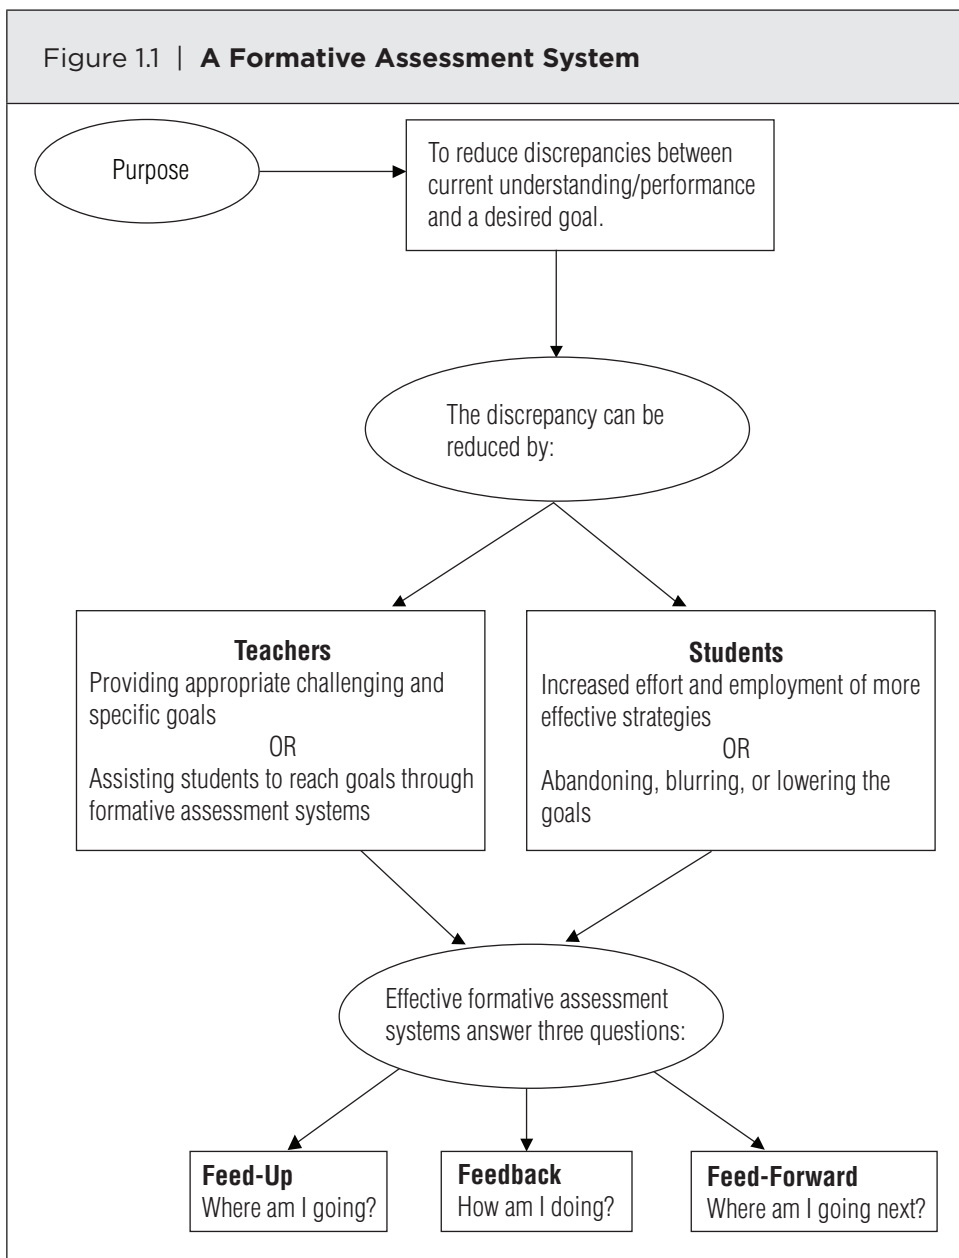 Figure 1.1 | A Formative Assessment System
Purpose
To reduce discrepancies between
current understanding/performance
and a desired goal.
The discrepancy can be
reduced by:
Teachers
Providing appropriate challenging and
specific goals
OR
Assisting students to reach goals through
formative assessment systems
Students
Increased effort and employment of more
effective strategies
OR
Abandoning, blurring, or lowering the
goals
Effective formative assessment
systems answer three questions:
Feed-Up
Where am I going?
Feedback
How am I doing?
Feed-Forward
Where am I going next?